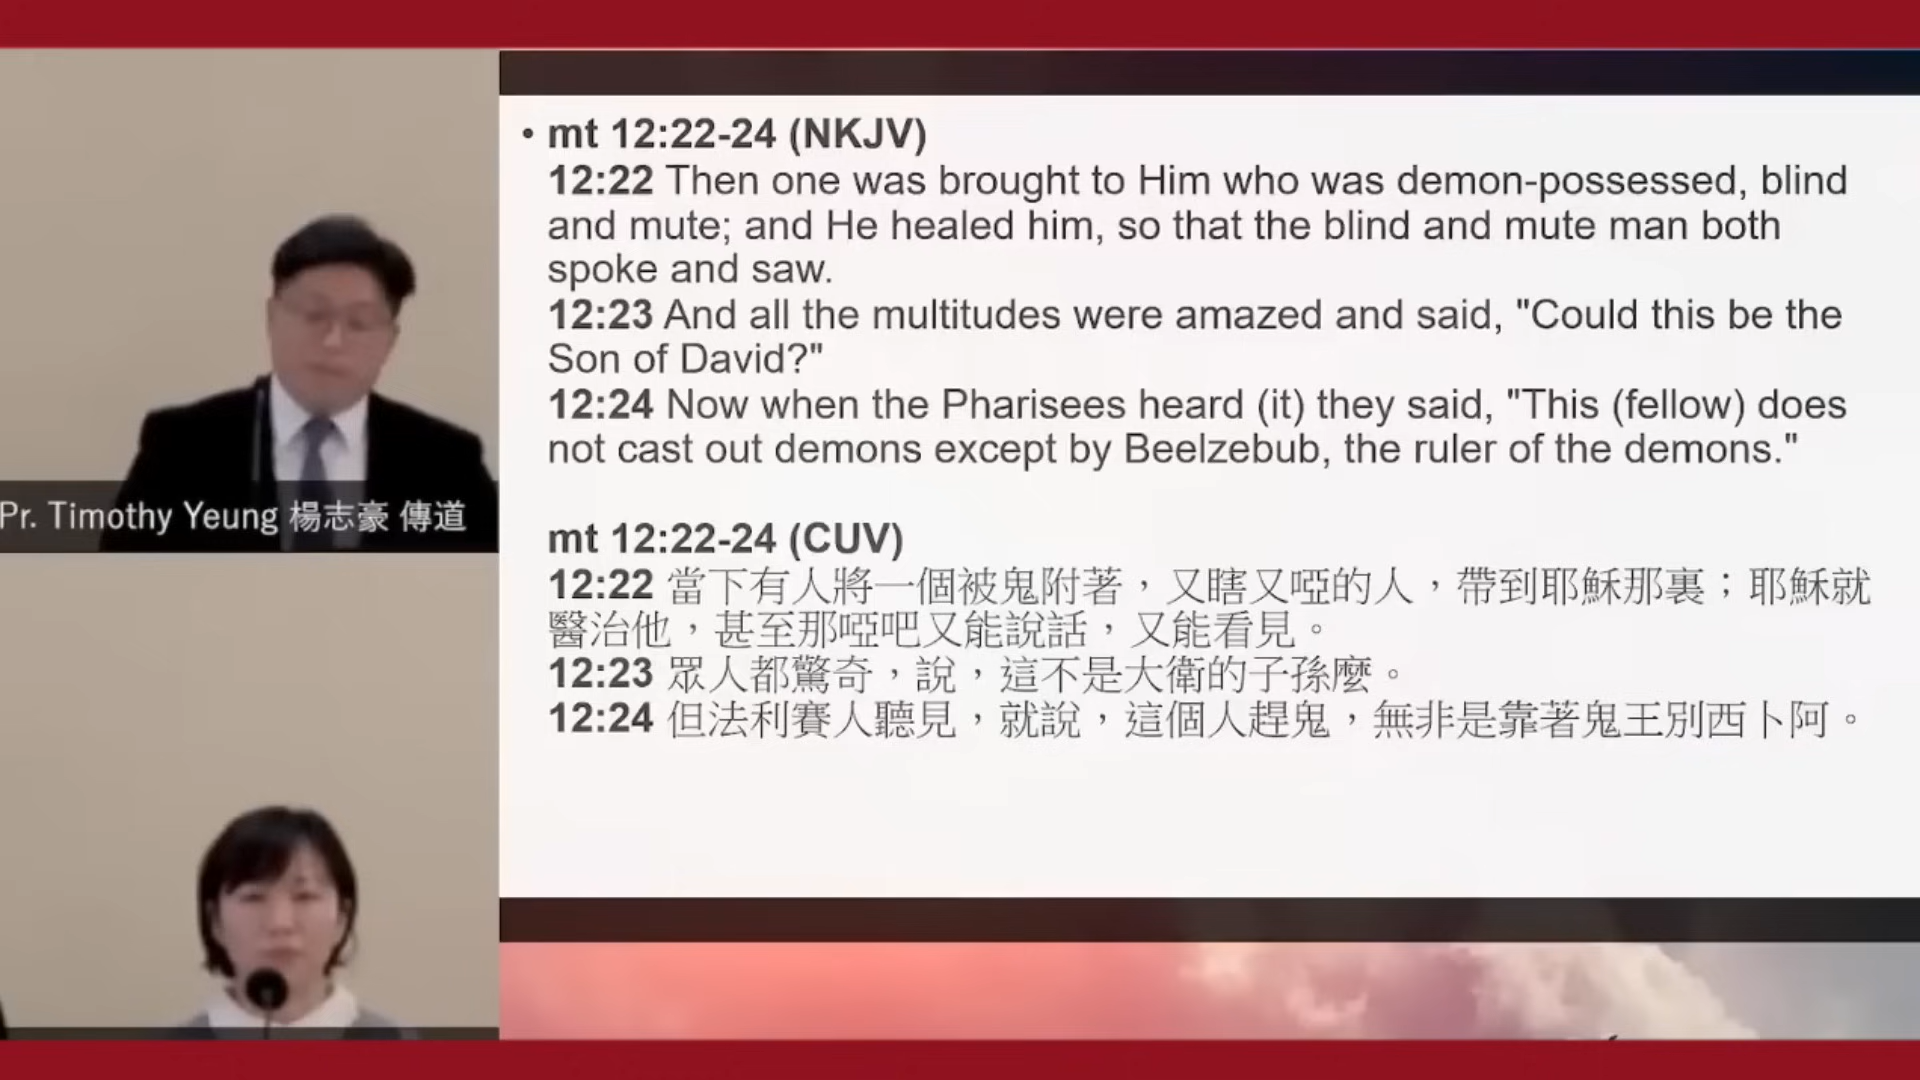 • mt 12:22-24 (NKJV)
12:22 Then one was brought to Him who was demon-possessed, blind
and mute; and He healed him, so that the blind and mute man both
spoke and saw.
12:23 And all the multitudes were amazed and said, "Could this be the
Son of David?"
12:24 Now when the Pharisees heard (it) they said, "This (fellow) does
not cast out demons except by Beelzebub, the ruler of the demons."
mt 12:22-24 (CUV)
12:22 當下有人將一個被鬼附著，又瞎又啞的人，帶到耶穌那裏；耶穌就
醫治他，甚至那啞吧又能說話，又能看見。
12:23 眾人都驚奇，說，這不是大衛的子孫麼。
12:24 但法利賽人聽見，就說，這個人趕鬼，無非是靠著鬼王別西卜阿。
Pr. Timothy Yeung 楊志豪 傳道